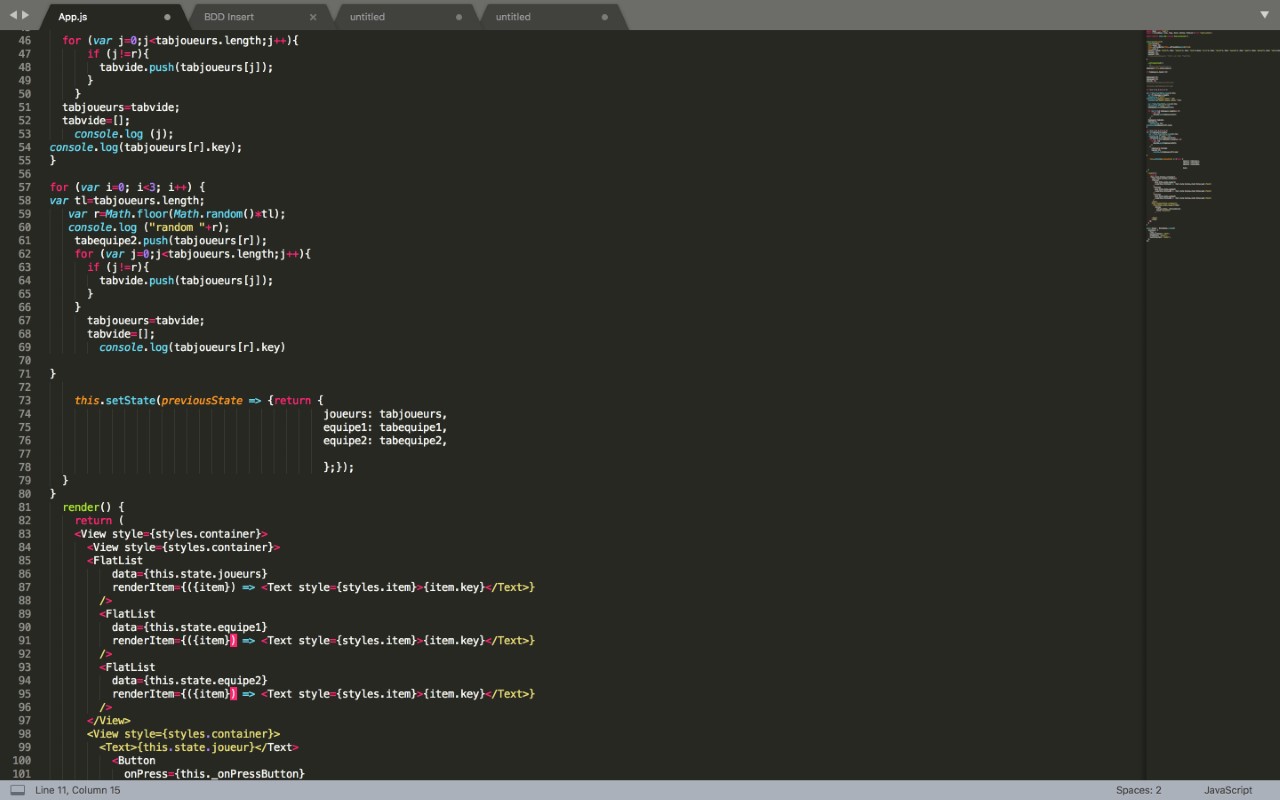 App.js
BDD Insert
untitled
untitled
46 for (var j=0;j<tabjoueurs.length;j++){
47 if (j!=r){
48 tabvide.push(tabjoueurs[j]);
49 }
50 }
51 tabjoueurs=tabvide;
52 tabvide=[];
53 console.log (j);
54 console.log(tabjoueurs[r].key);
55 }
56
57 for (var i=0; i<3; i++) {
58 var tl=tabjoueurs.length;
59 var r=Math.floor(Math.random()*tl);
60 console.log ("random "+r);
61 tabequipe2.push(tabjoueurs[r]);
62 for (var j=0;j<tabjoueurs.length;j++){
63 if (j!=r){
64 tabvide.push(tabjoueurs[j]);
65 }
66 }
67 tabjoueurs=tabvide;
68 tabvide=[];
69 console.log(tabjoueurs[r].key)
70
71 }
72
73 this.setState(previousState => {return {
74 joueurs: tabjoueurs,
75 equipe1: tabequipe1,
76 equipe2: tabequipe2,
77
78 };});
79 }
80 }
81 render() {
82 return (
83 <View style={styles.container}>
84 <View style={styles.container}>
85 <FlatList
86 data={this.state.joueurs}
87 renderItem={({item}) => <Text style={styles.item}>{item.key}</Text>}
88 />
89 <FlatList
90 data={this.state.equipe1}
91 renderItem={({item}) => <Text style={styles.item}>{item.key}</Text>}
92 />
93 <FlatList
94 data={this.state.equipe2}
95 renderItem={({item}) => <Text style={styles.item}>{item.key}</Text>}
96 />
97 </View>
98 <View style={styles.container}>
99 <Text>{this.state.joueur}</Text>
100 <Button
101 onPress={this._onPressButton}
Line 11, Column 15
Spaces: 2
JavaScript